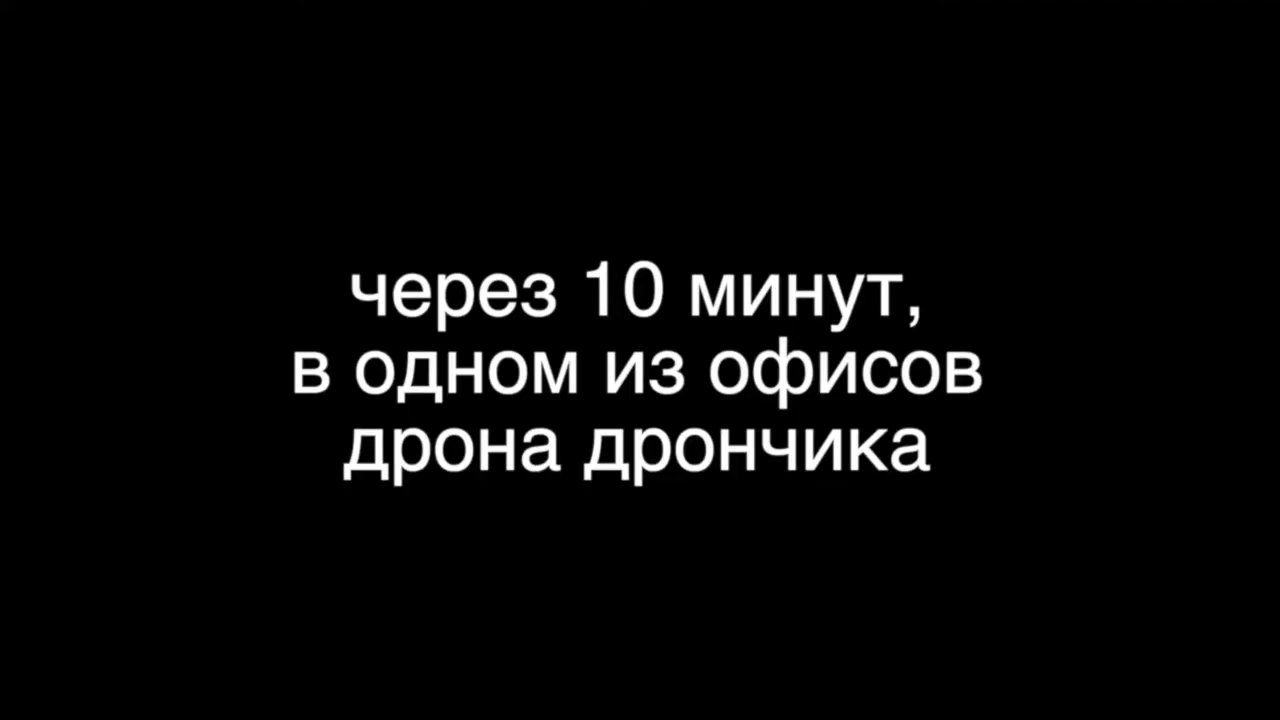 через 10 минут,
в одном из офисов
дрона дрончика